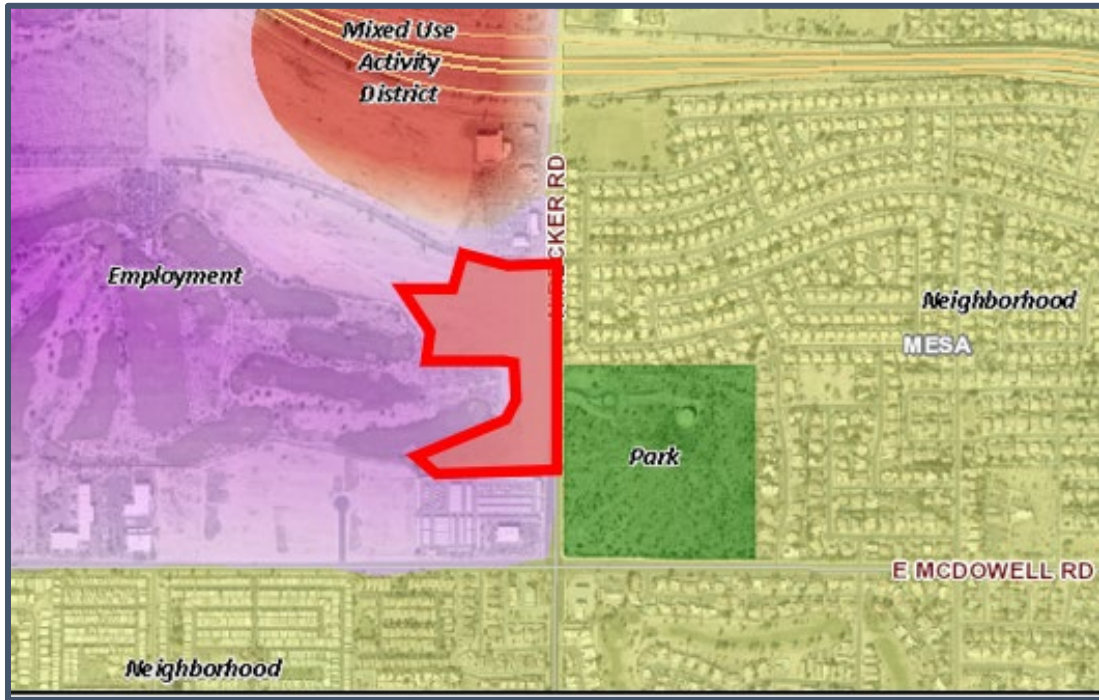 Mixed Use
Activity
District
Employment
Neighborhood
MESA
Park
E MCDOWELL RD
Neighborhood